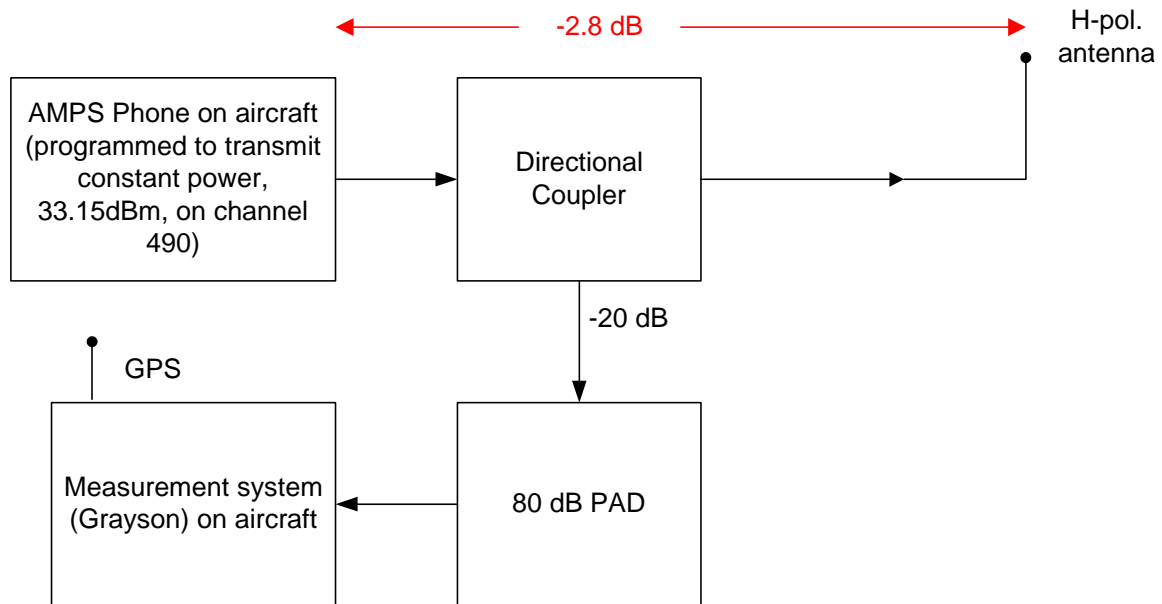 -2.8 dB
H-pol.
antenna
AMPS Phone on aircraft
(programmed to transmit
constant power,
33.15dBm, on channel
490)
Directional
Coupler
-20 dB
GPS
Measurement system
(Grayson) on aircraft
80 dB PAD